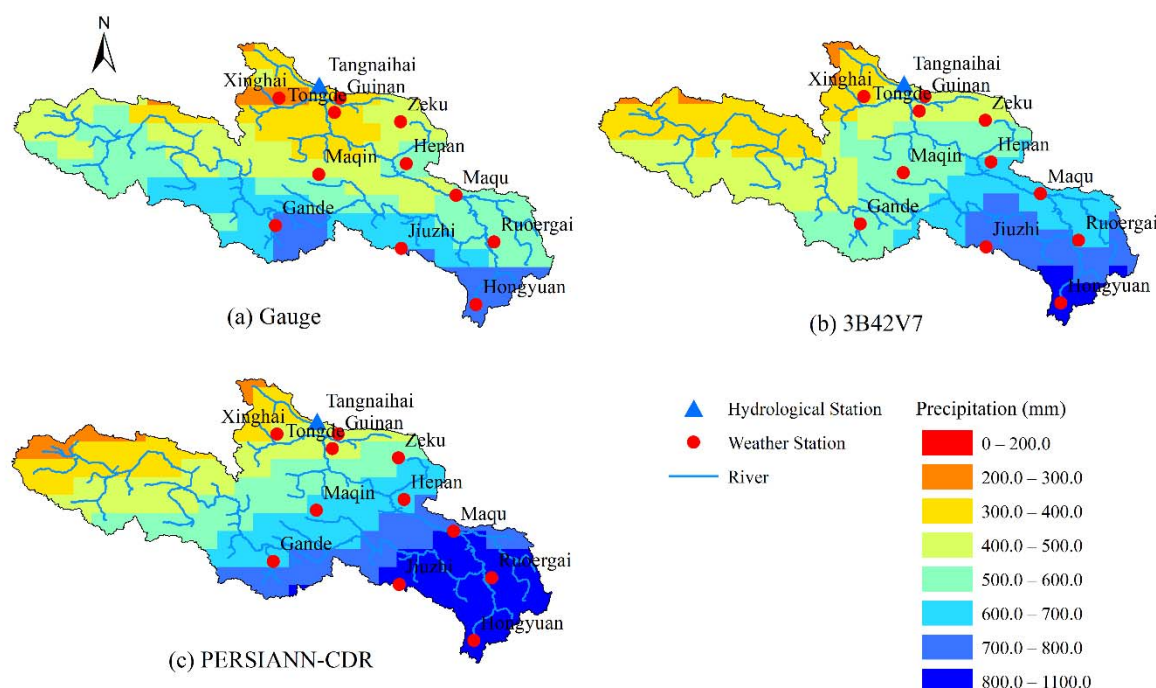 N
Tangnaihai
Xinghai
Guinan
Tongde
Zeku
Henan
Maqin
Maqu
Gande
Ruoergai
Jiuzhi
Hongyuan
(a) Gauge
Tangnaihai
Xinghai
Guinan
Tongde
Zeku
Henan
Maqin
Maqu
Gande
Ruoergai
Jiuzhi
Hongyuan
(b) 3B42V7
Tangnaihai
Xinghai
Guinan
Tongde
Zeku
Henan
Maqin
Maqu
Gande
Ruoergai
Jiuzhi
Hongyuan
(c) PERSIANN-CDR
Hydrological Station
Weather Station
River
Precipitation (mm)
0 – 200.0
200.0 – 300.0
300.0 – 400.0
400.0 – 500.0
500.0 – 600.0
600.0 – 700.0
700.0 – 800.0
800.0 – 1100.0